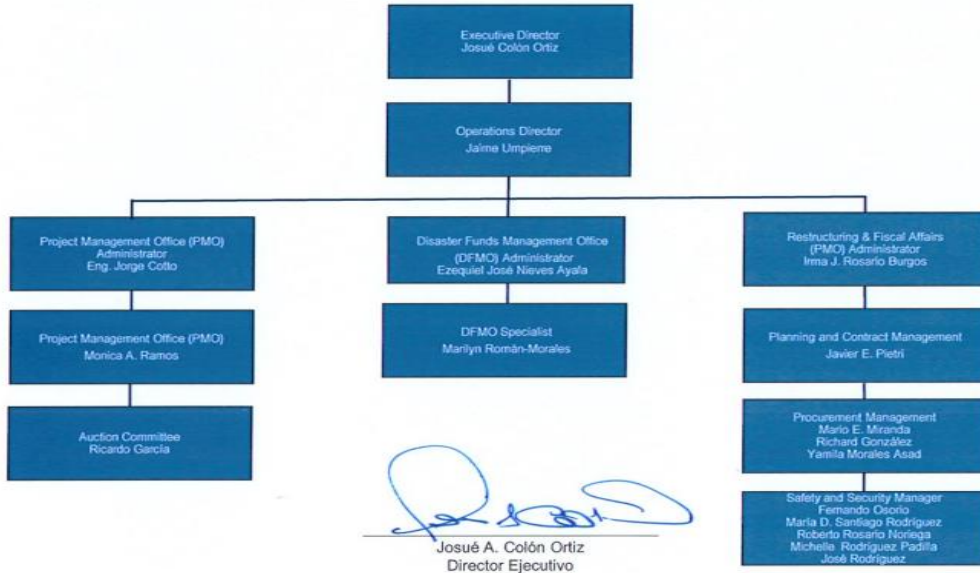 Executive Director
Josué Colón Ortiz
Operations Director
Jaime Umpierre
Project Management Office (PMO)
Administrator
Eng. Jorge Cotto
Disaster Funds Management Office
(DFMO) Administrator
Ezequiel José Nieves Ayala
Restructuring & Fiscal Affairs
(PMO) Administrator
Irma J. Rosario Burgos
Project Management Office (PMO)
Monica A. Ramos
DFMO Specialist
Marilyn Román-Morales
Planning and Contract Management
Javier E. Pietri
Auction Committee
Ricardo García
Procurement Management
Mario E. Miranda
Richard González
Yamila Morales Asad
Safety and Security Manager
Fernando Osorio
María D. Santiago Rodríguez
Roberto Rosario Noriega
Michelle Rodríguez Padilla
José Rodríguez
Josué A. Colón Ortiz
Director Ejecutivo